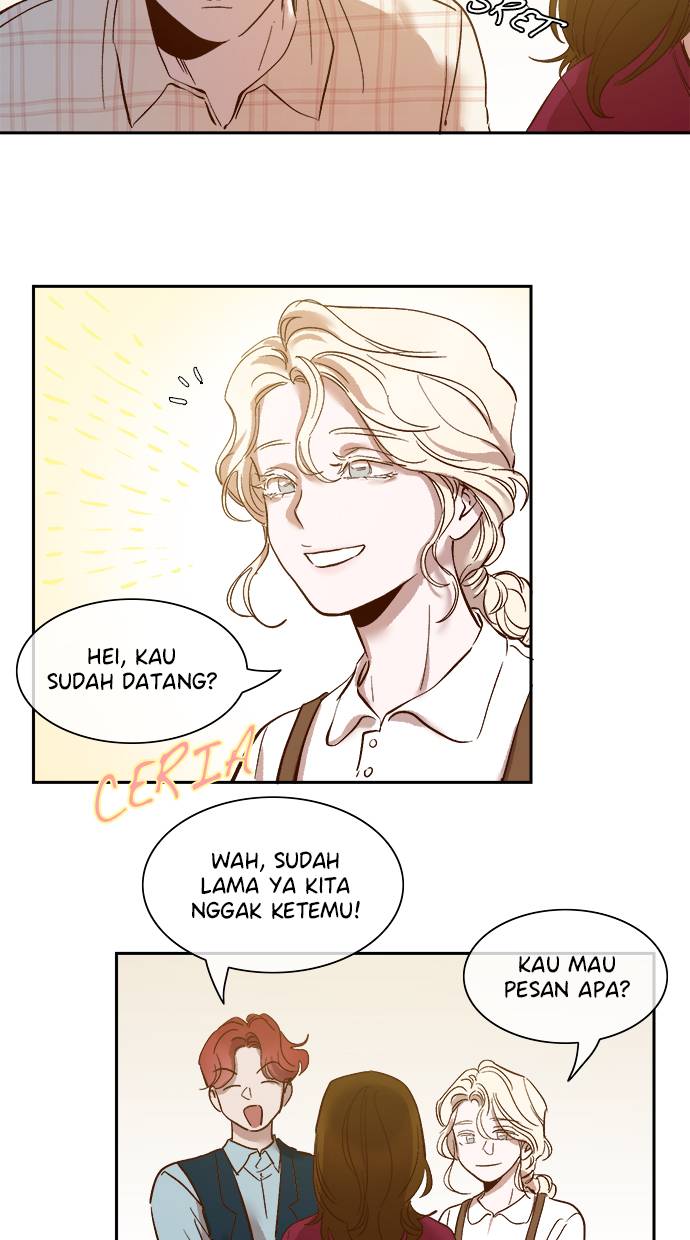 SRET
HEI, KAU
SUDAH DATANG?
CERIA
WAH, SUDAH
LAMA YA KITA
NGGAK KETEMU!
KAU MAU
PESAN APA?